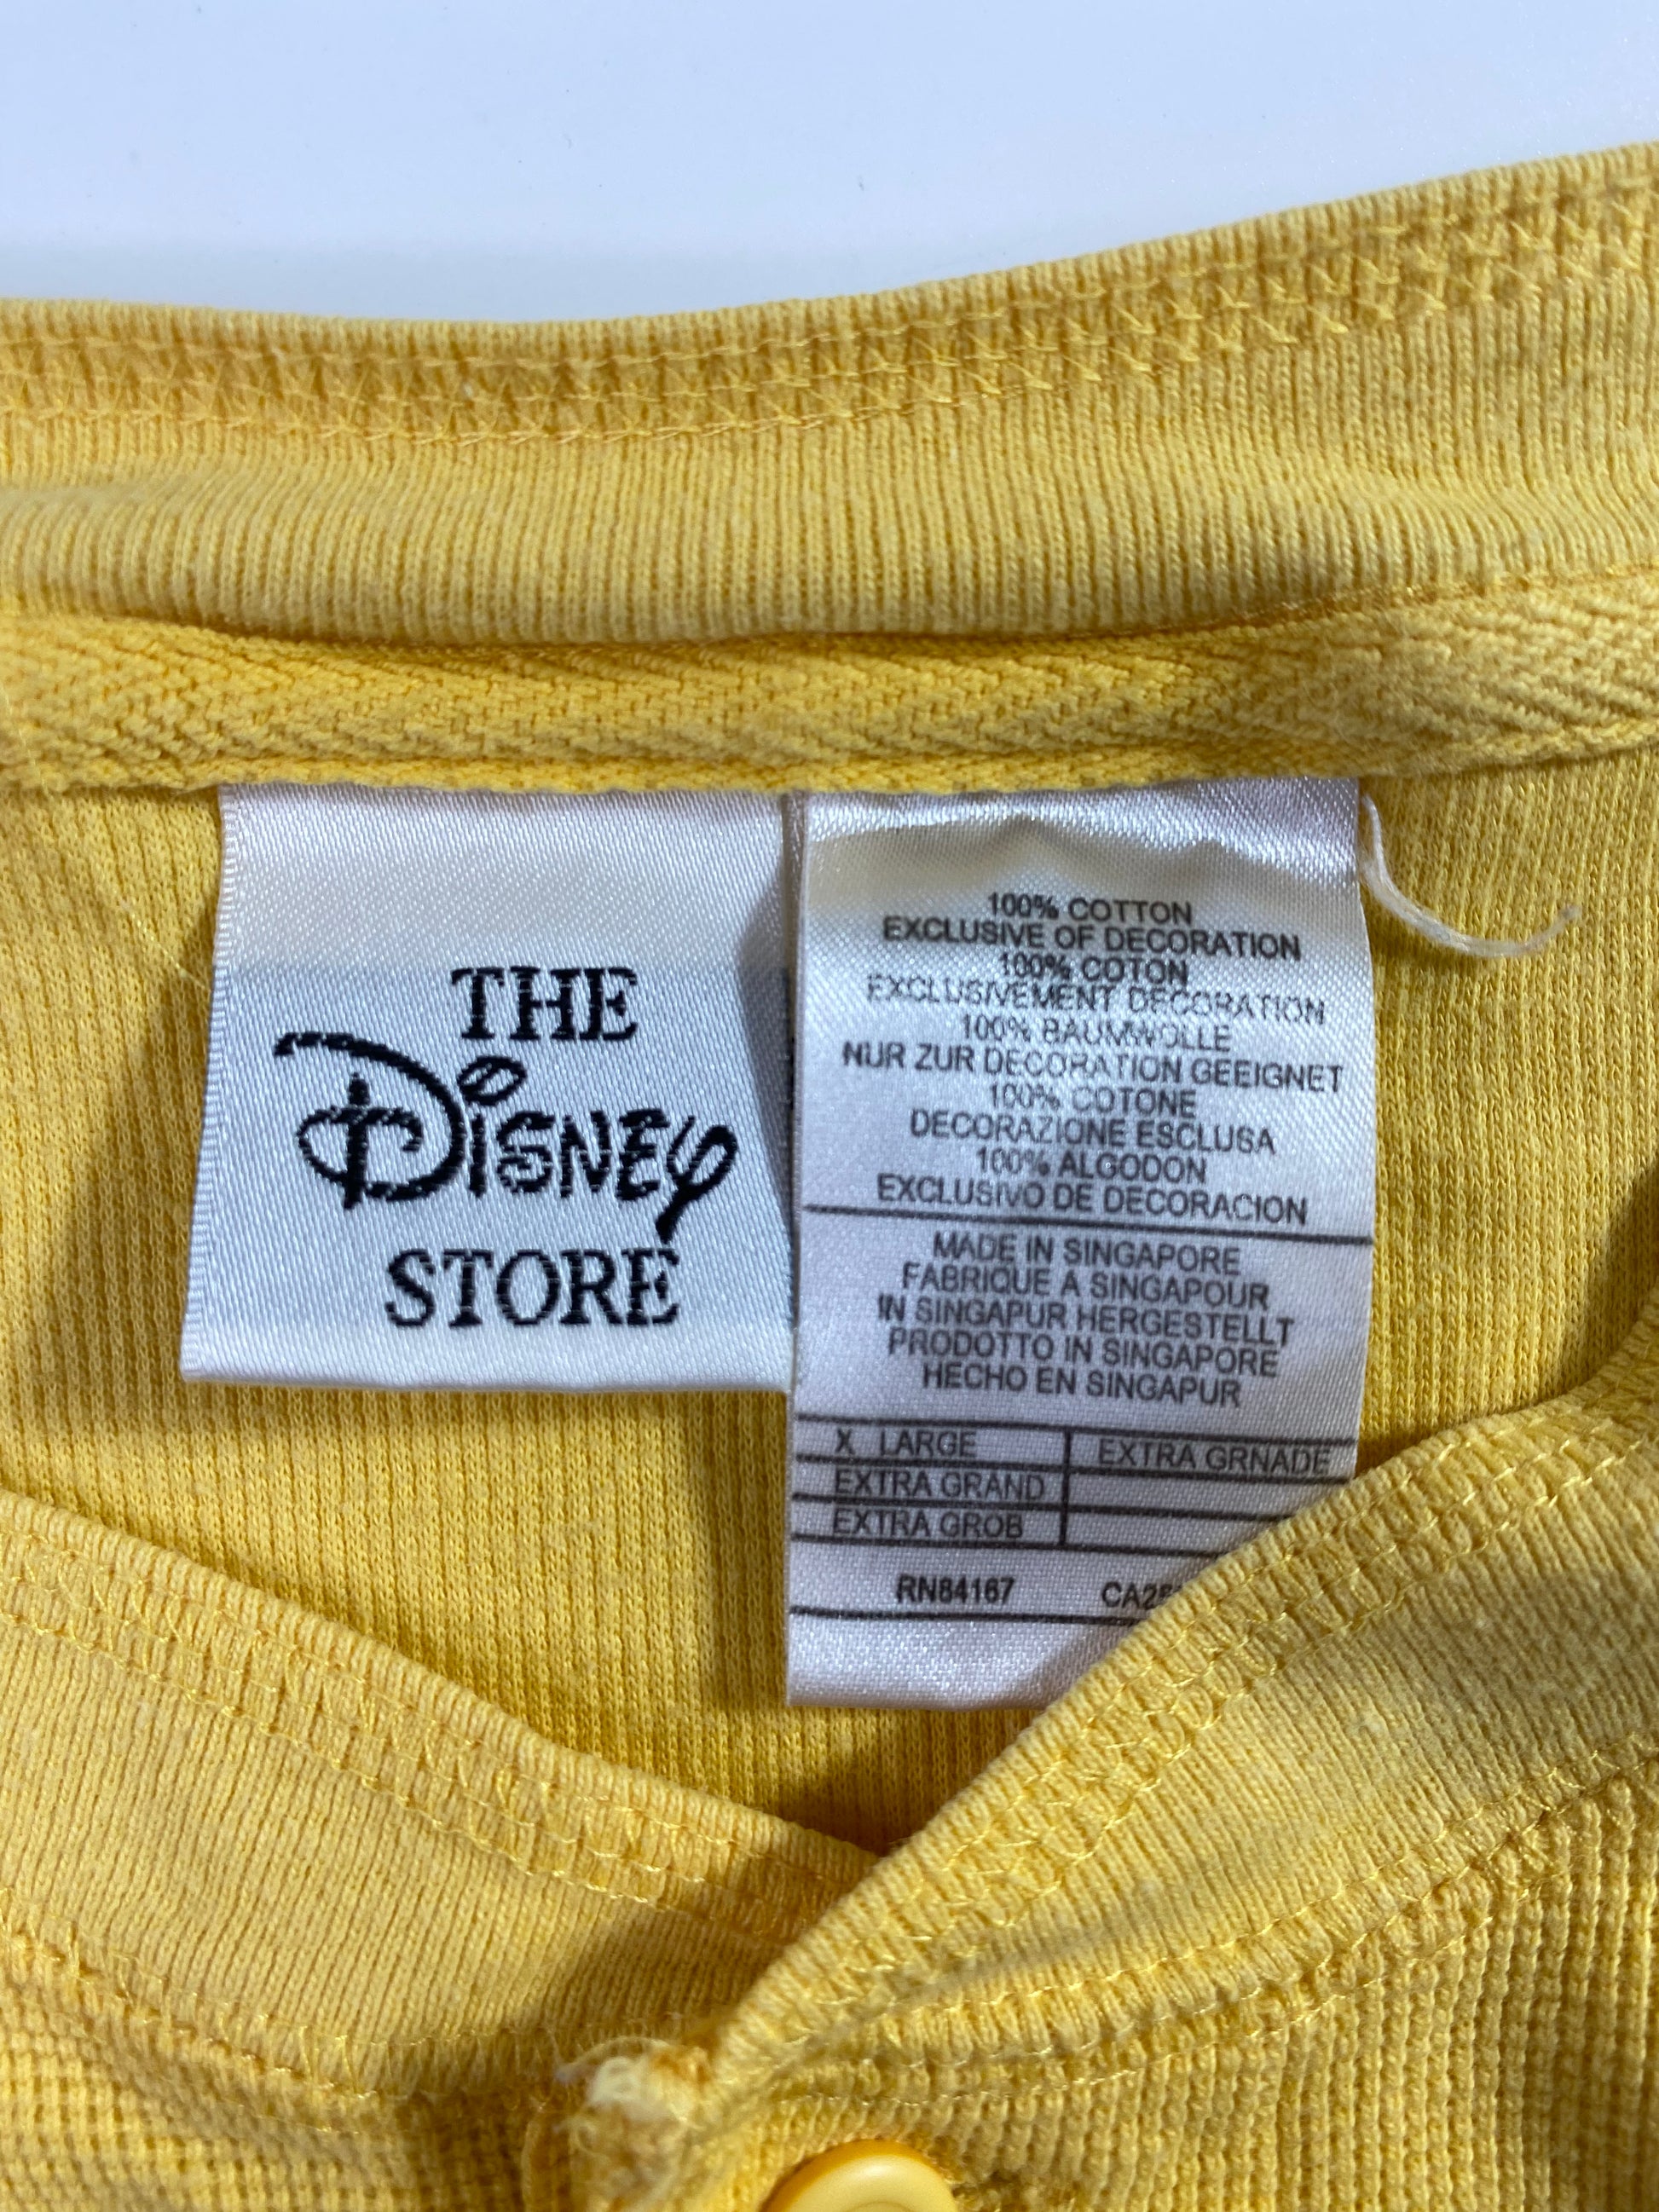 THE
Disney
STORE
100% COTTON
EXCLUSIVE OF DECORATION
100% COTON
EXCLUSIVEMENT DECORATION
100% BAUMWOLLE
NUR ZUR DECORATION GEEIGNET
100% COTONE
DECORAZIONE ESCLUSA
100% ALGODON
EXCLUSIVO DE DECORACION
MADE IN SINGAPORE
FABRIQUE A SINGAPOUR
IN SINGAPUR HERGESTELLT
PRODOTTO IN SINGAPORE
HECHO EN SINGAPUR
X LARGE EXTRA GRNADE
EXTRA GRAND
EXTRA GROB
RN84167